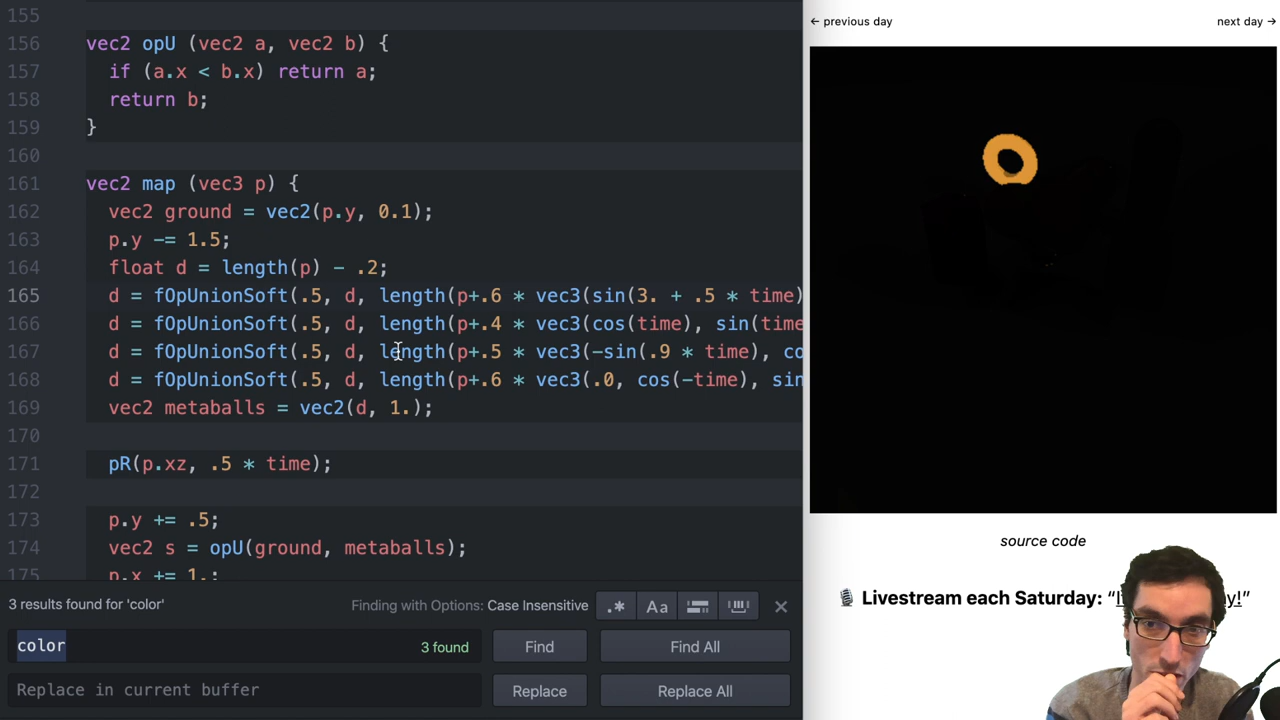 155
156 vec2 opU (vec2 a, vec2 b) {
157 if (a.x < b.x) return a;
158 return b;
159 }
160
161 vec2 map (vec3 p) {
162 vec2 ground = vec2(p.y, 0.1);
163 p.y -= 1.5;
164 float d = length(p) - .2;
165 d = fOpUnionSoft(.5, d, length(p+.6 * vec3(sin(3. + .5 * time)
166 d = fOpUnionSoft(.5, d, length(p+.4 * vec3(cos(time), sin(time
167 d = fOpUnionSoft(.5, d, length(p+.5 * vec3(-sin(.9 * time), co
168 d = fOpUnionSoft(.5, d, length(p+.6 * vec3(.0, cos(-time), sin
169 vec2 metaballs = vec2(d, 1.);
170
171 pR(p.xz, .5 * time);
172
173 p.y += .5;
174 vec2 s = opU(ground, metaballs);
175 p.x += 1.;
3 results found for 'color'
Finding with Options: Case Insensitive
.* Aa
color
3 found
Find
Find All
Replace in current buffer
Replace
Replace All
← previous day
next day →
source code
🎙 Livestream each Saturday: “
y!”